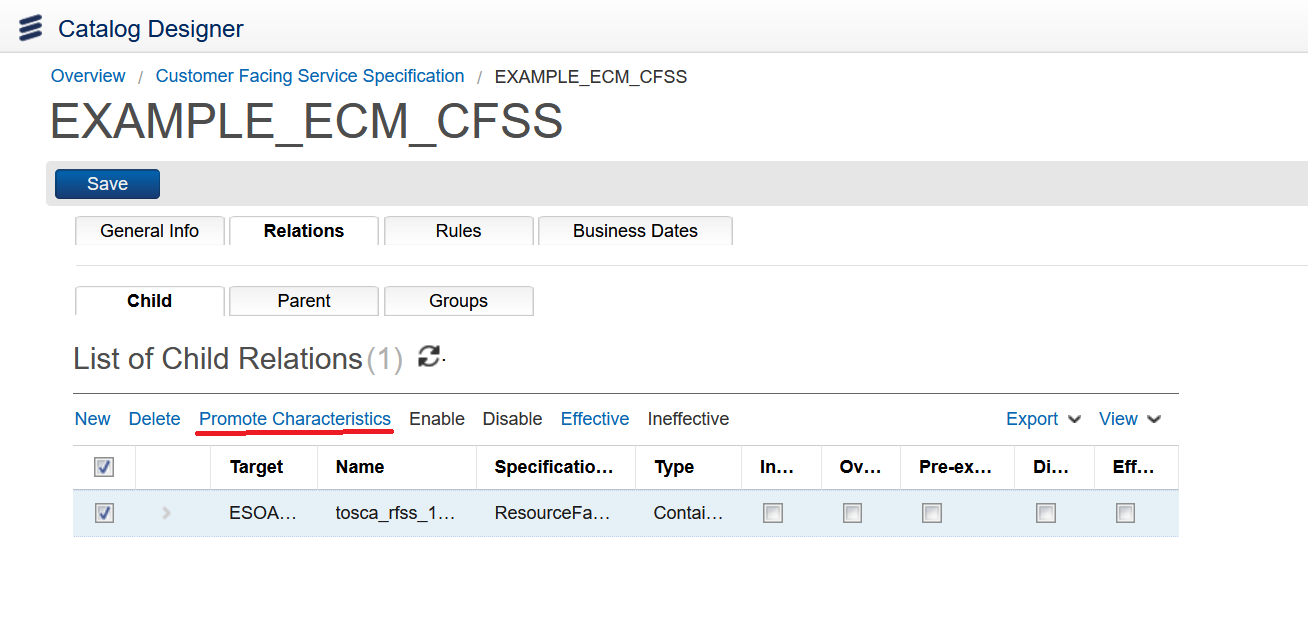 Catalog Designer
Overview / Customer Facing Service Specification / EXAMPLE_ECM_CFSS
EXAMPLE_ECM_CFSS
Save
General Info Relations Rules Business Dates
Child Parent Groups
List of Child Relations (1)
New Delete Promote Characteristics Enable Disable Effective Ineffective Export View
Target Name Specificatio... Type In... Ov... Pre-ex... Di... Eff...
ESOA... tosca_rfss_1... ResourceFa... Contai...